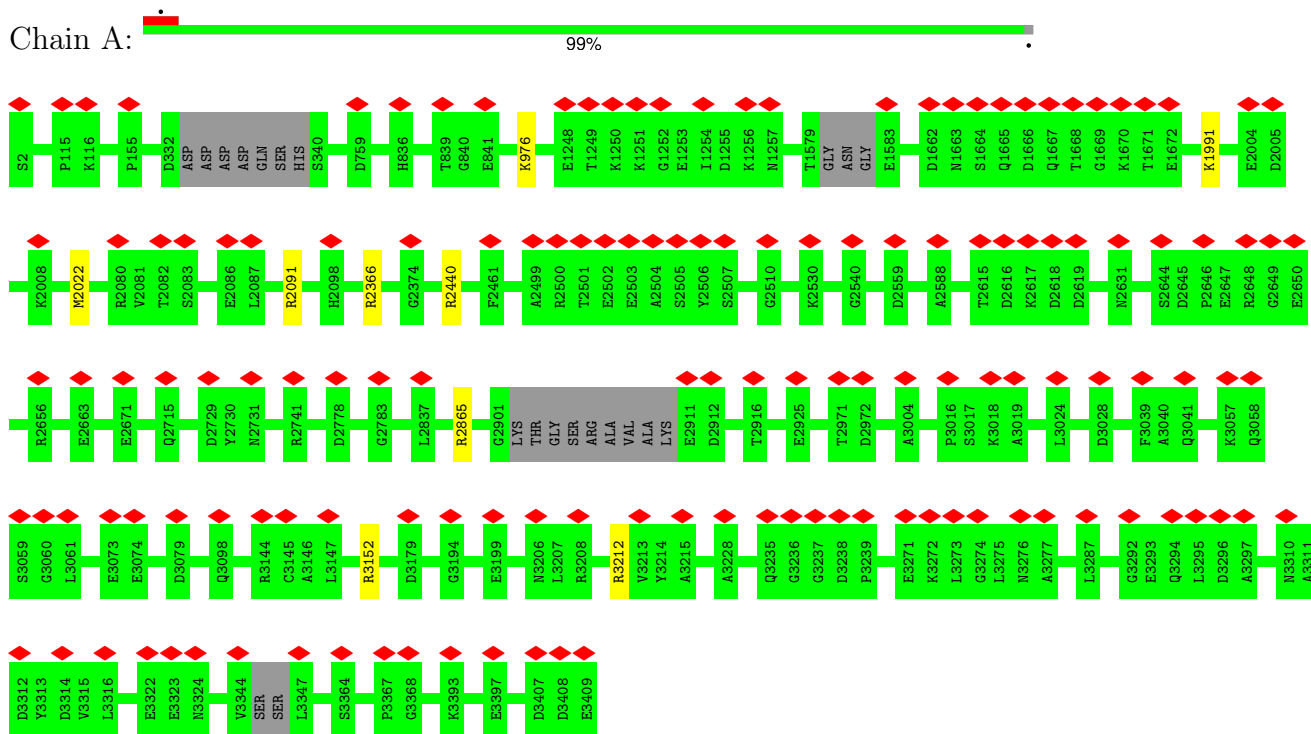 Chain A:
99%
S2 P115 K116 P155 D332 ASP ASP ASP ASP GLN SER HIS S340 D759 H836 T839 G840 E841 K976 E1248 T1249 K1250 K1251 G1252 E1253 I1254 D1255 K1256 N1257 T1579 GLY ASN GLY E1583 D1662 N1663 S1664 Q1665 D1666 Q1667 T1668 G1669 K1670 T1671 E1672 K1991 E2004 D2005
K2008 M2022 R2080 V2081 T2082 S2083 E2086 L2087 R2091 H2098 R2366 G2374 R2440 F2461 A2499 R2500 T2501 E2502 E2503 A2504 S2505 Y2506 S2507 G2510 K2530 G2540 D2559 A2588 T2615 D2616 K2617 D2618 D2619 N2631 S2644 D2645 P2646 E2647 R2648 G2649 E2650
R2656 E2663 E2671 Q2715 D2729 Y2730 N2731 R2741 D2778 G2783 L2837 R2865 G2901 LYS THR GLY SER ARG ALA VAL ALA LYS E2911 D2912 T2916 E2925 T2971 D2972 A3004 P3016 S3017 K3018 A3019 L3024 D3028 F3039 A3040 Q3041 K3057 Q3058
S3059 G3060 L3061 E3073 E3074 D3079 Q3098 R3144 C3145 A3146 L3147 R3152 D3179 G3194 E3199 N3206 L3207 R3208 R3212 V3213 Y3214 A3215 A3228 Q3235 G3236 G3237 D3238 P3239 E3271 K3272 L3273 G3274 L3275 N3276 A3277 L3287 G3292 E3293 Q3294 L3295 D3296 A3297 N3310 A3311
D3312 Y3313 D3314 V3315 L3316 E3322 E3323 N3324 V3344 SER SER L3347 S3364 P3367 G3368 K3393 E3397 D3407 D3408 E3409